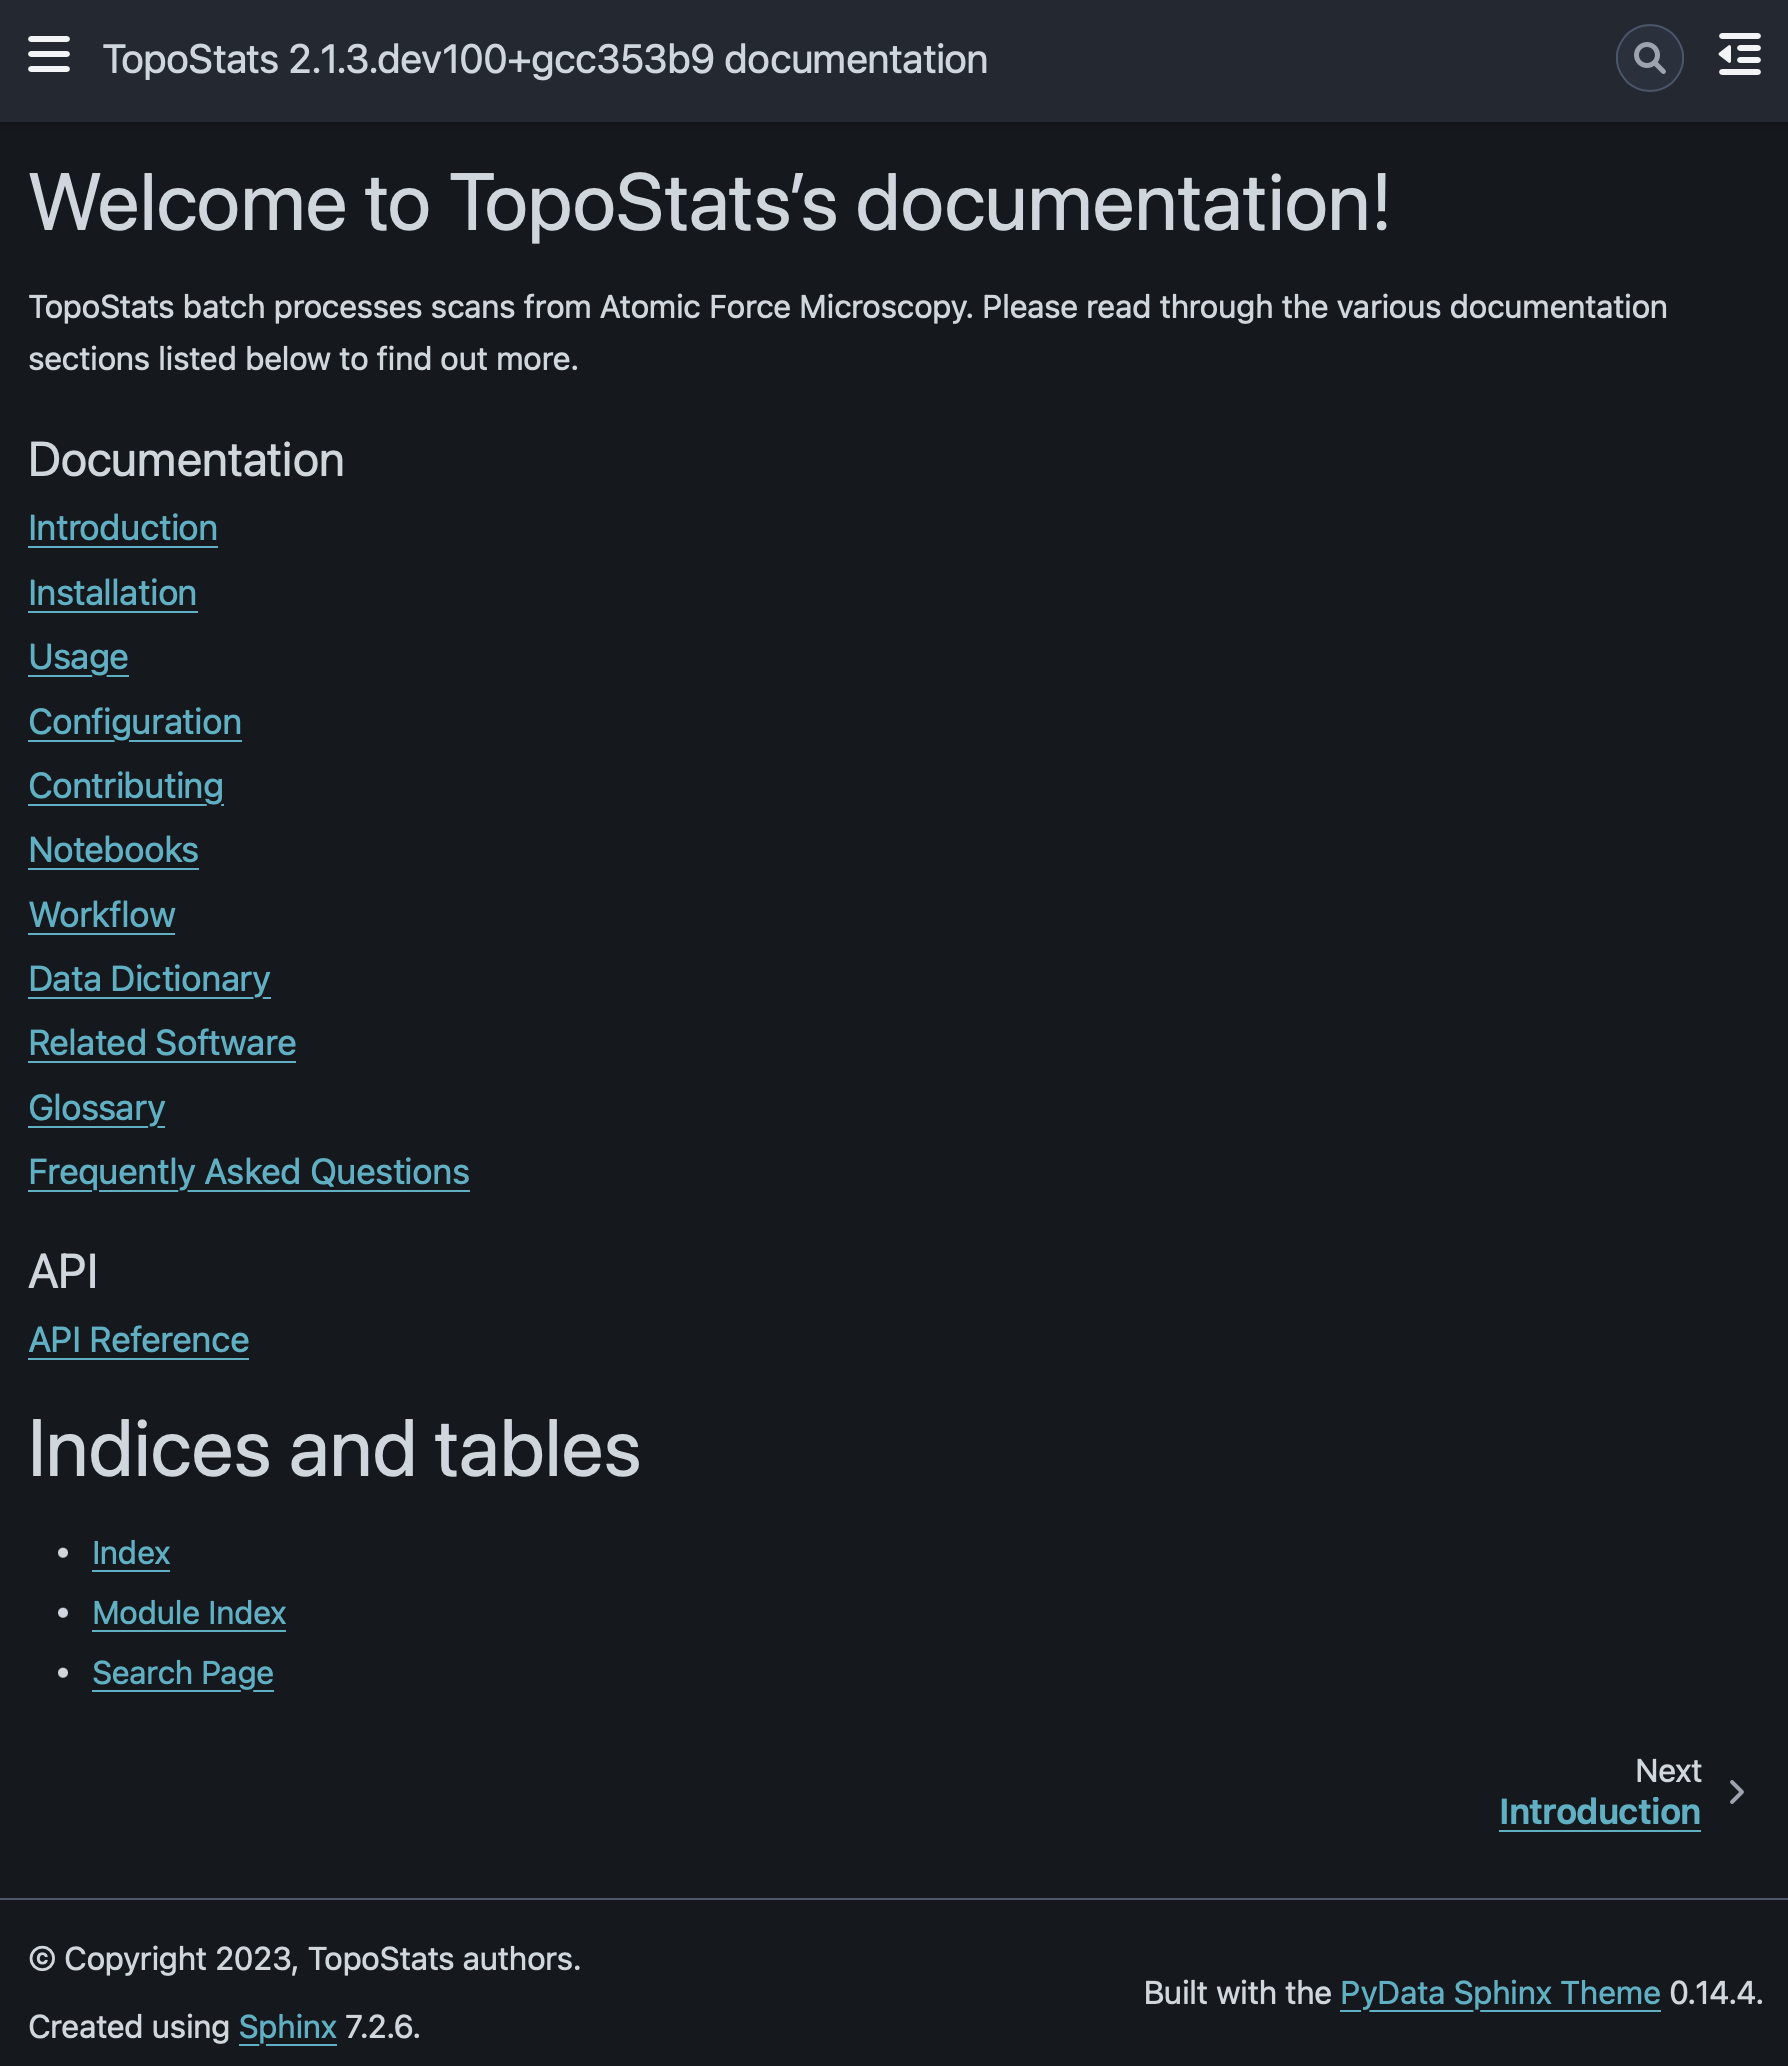 TopoStats 2.1.3.dev100+gcc353b9 documentation
Welcome to TopoStats’s documentation!
TopoStats batch processes scans from Atomic Force Microscopy. Please read through the various documentation
sections listed below to find out more.
Documentation
Introduction
Installation
Usage
Configuration
Contributing
Notebooks
Workflow
Data Dictionary
Related Software
Glossary
Frequently Asked Questions
API
API Reference
Indices and tables
• Index
• Module Index
• Search Page
Next
Introduction
© Copyright 2023, TopoStats authors.
Created using Sphinx 7.2.6.
Built with the PyData Sphinx Theme 0.14.4.